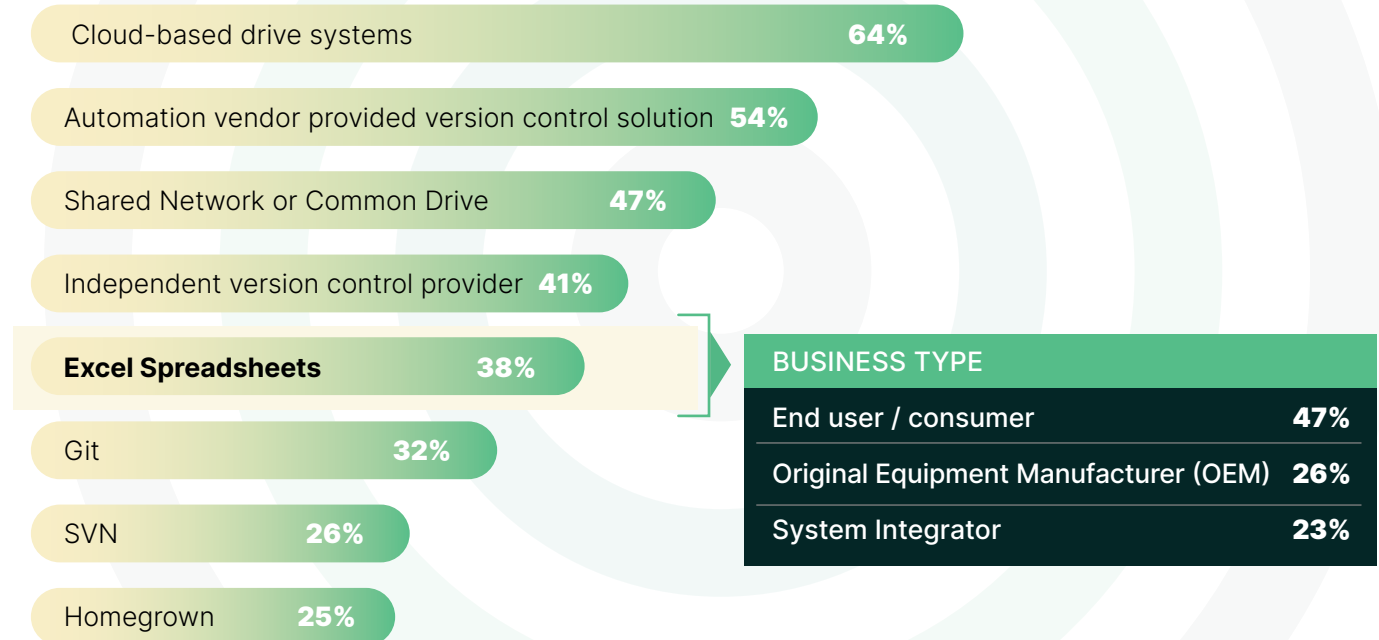 Cloud-based drive systems 64%
Automation vendor provided version control solution 54%
Shared Network or Common Drive 47%
Independent version control provider 41%
Excel Spreadsheets 38%
Git 32%
SVN 26%
Homegrown 25%
BUSINESS TYPE
End user / consumer 47%
Original Equipment Manufacturer (OEM) 26%
System Integrator 23%